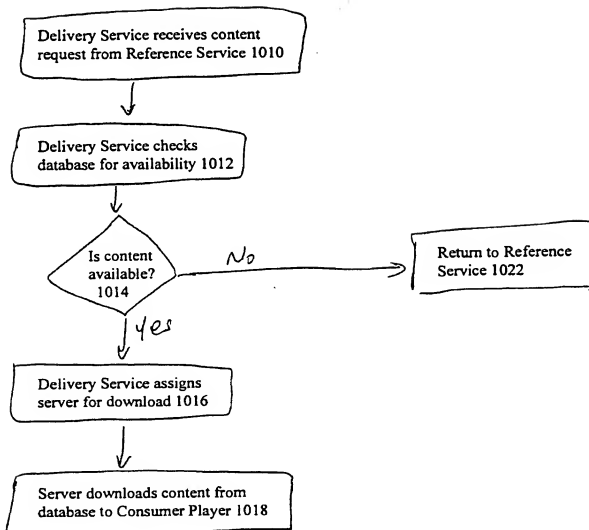 Delivery Service receives content
request from Reference Service 1010
Delivery Service checks
database for availability 1012
Is content
available?
1014
No
Return to Reference
Service 1022
yes
Delivery Service assigns
server for download 1016
Server downloads content from
database to Consumer Player 1018